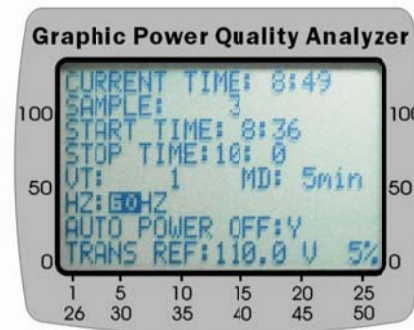 Graphic Power Quality Analyzer
CURRENT TIME: 8:49
SAMPLE: 3
START TIME: 8:36
STOP TIME:10: 0
VT: 1 MD: 5min
HZ:60HZ
AUTO POWER OFF:Y
TRANS REF:110.0 V 5%
100 100
50 50
0 0
1 5 10 15 20 25
26 30 35 40 45 50